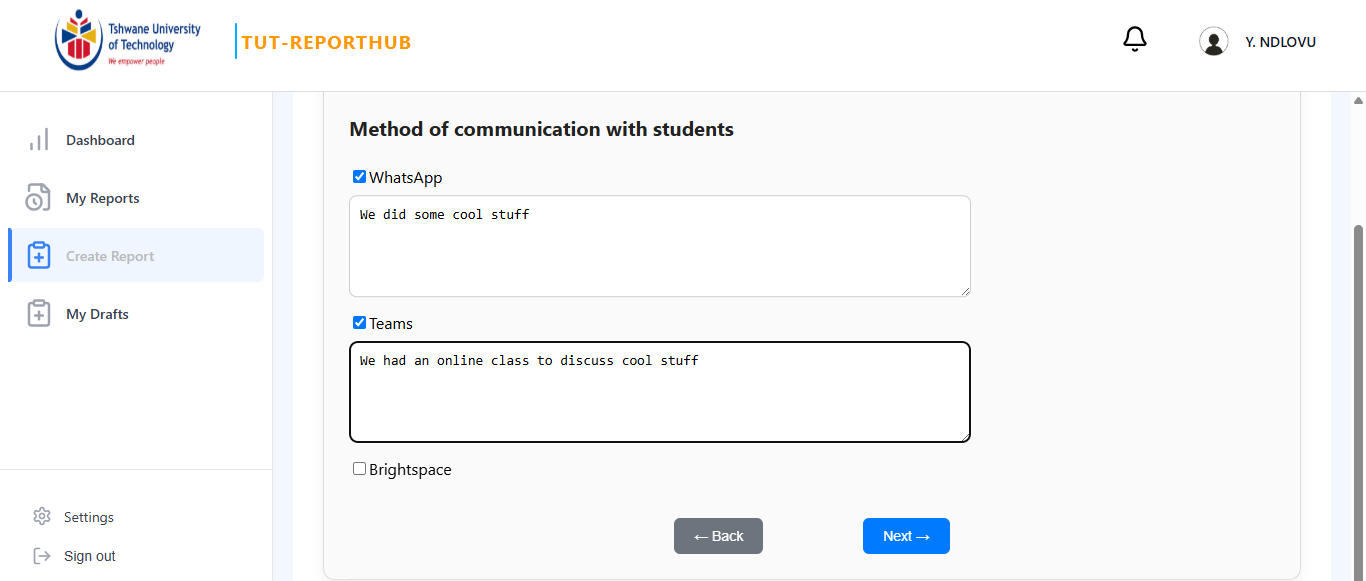 Tshwane University
of Technology
We empower people
TUT-REPORTHUB
Y. NDLOVU
Dashboard
My Reports
Create Report
My Drafts
Settings
Sign out
Method of communication with students
WhatsApp
We did some cool stuff
Teams
We had an online class to discuss cool stuff
Brightspace
← Back
Next →